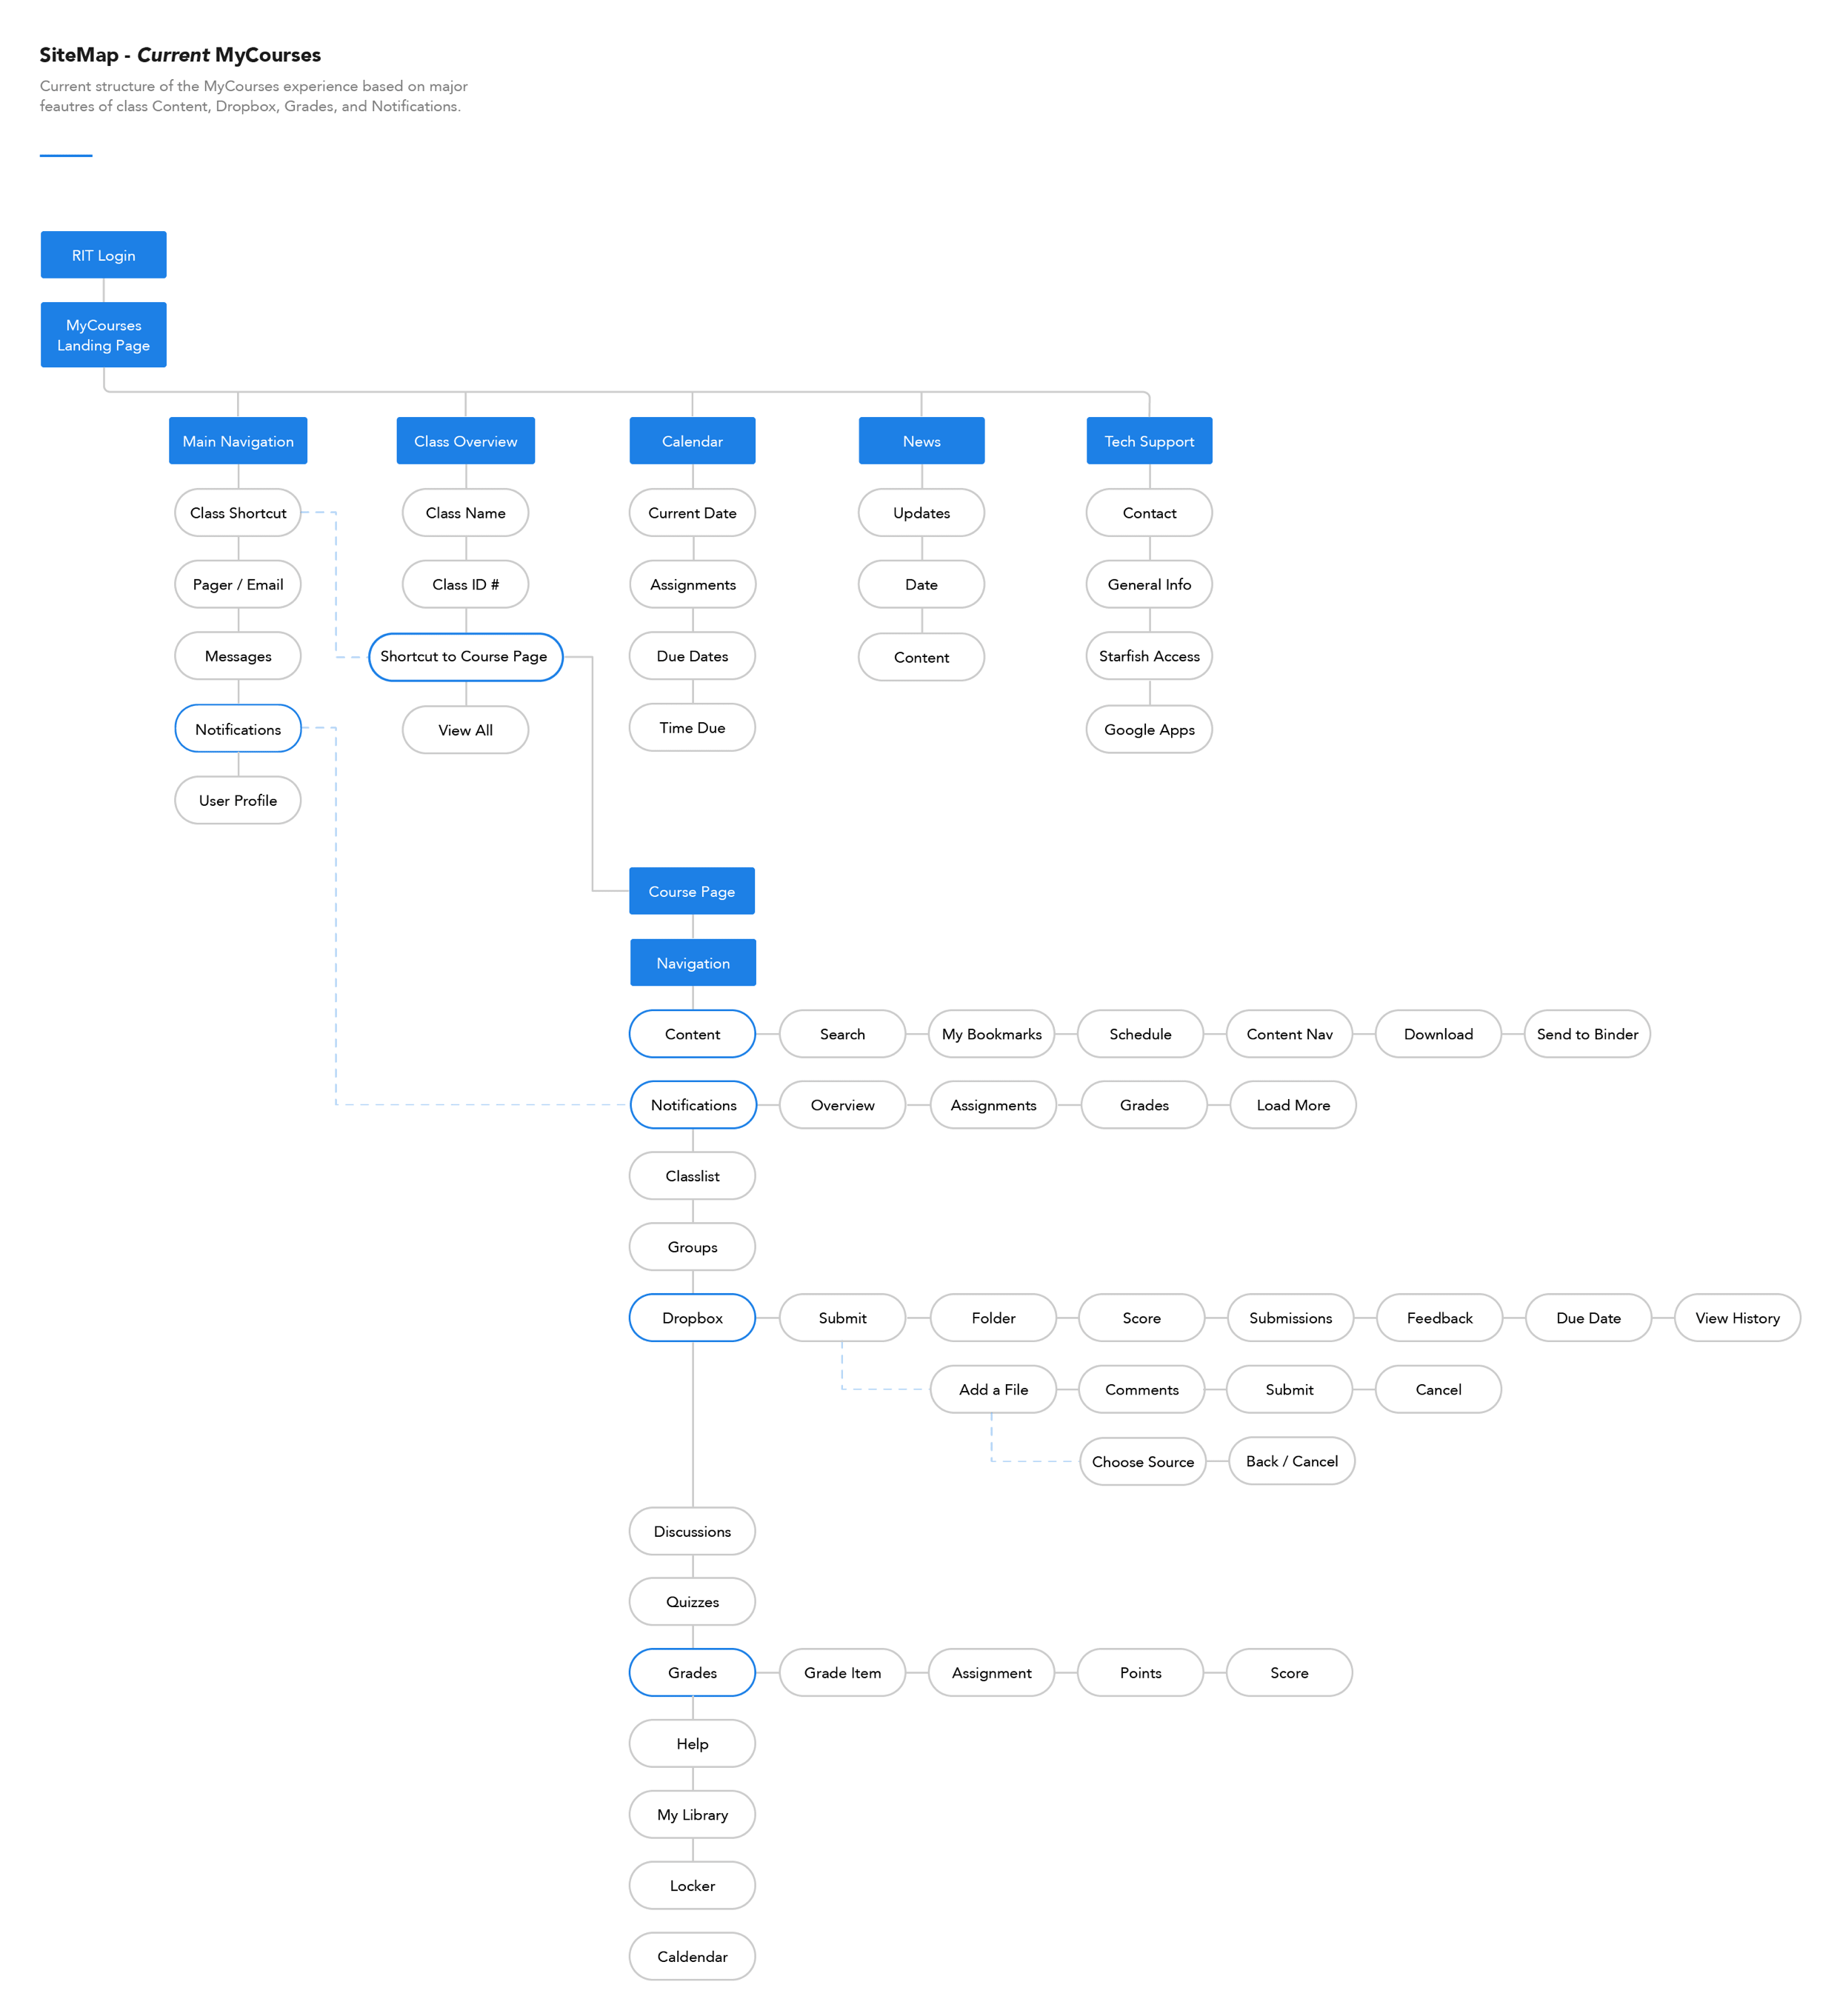 SiteMap - Current MyCourses
Current structure of the MyCourses experience based on major
feautres of class Content, Dropbox, Grades, and Notifications.
RIT Login
MyCourses
Landing Page
Main Navigation
Class Overview
Calendar
News
Tech Support
Class Shortcut
Class Name
Current Date
Updates
Contact
Pager / Email
Class ID #
Assignments
Date
General Info
Messages
Shortcut to Course Page
Due Dates
Content
Starfish Access
Notifications
View All
Time Due
Google Apps
User Profile
Course Page
Navigation
Content
Search
My Bookmarks
Schedule
Content Nav
Download
Send to Binder
Notifications
Overview
Assignments
Grades
Load More
Classlist
Groups
Dropbox
Submit
Folder
Score
Submissions
Feedback
Due Date
View History
Add a File
Comments
Submit
Cancel
Choose Source
Back / Cancel
Discussions
Quizzes
Grades
Grade Item
Assignment
Points
Score
Help
My Library
Locker
Caldendar